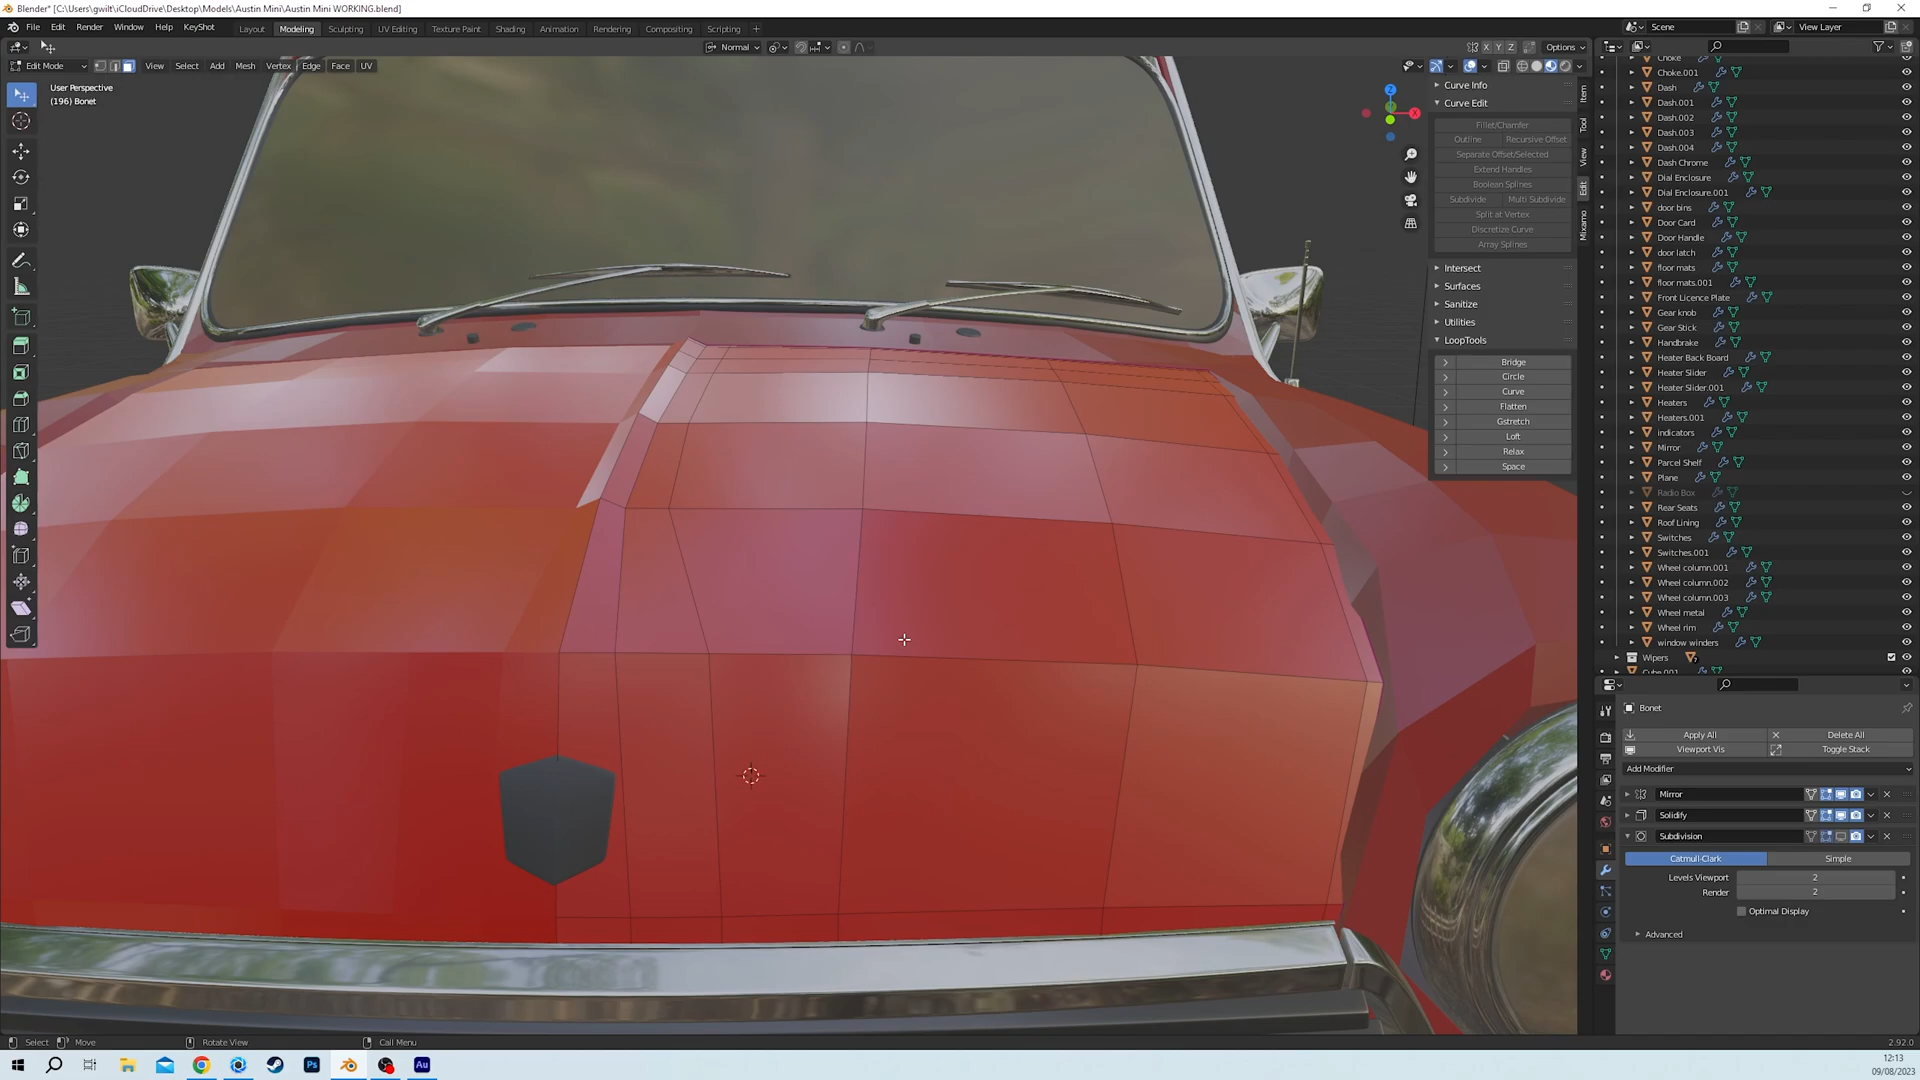 Blender* [C:\Users\gwilt\iCloudDrive\Desktop\Models\Austin Mini\Austin Mini WORKING.blend]
File Edit Render Window Help KeyShot Layout Modeling Sculpting UV Editing Texture Paint Shading Animation Rendering Compositing Scripting + Scene View Layer
Normal X Y Z Options
Edit Mode View Select Add Mesh Vertex Edge Face UV
User Perspective
(196) Bonet
Z
X
Curve Info
Curve Edit
Fillet/Chamfer
Outline Recursive Offset
Separate Offset/Selected
Extend Handles
Boolean Splines
Subdivide Multi Subdivide
Split at Vertex
Discretize Curve
Array Splines
Intersect
Surfaces
Sanitize
Utilities
LoopTools
Bridge
Circle
Curve
Flatten
Gstretch
Loft
Relax
Space
Item
Tool
View
Edit
Mixamo
Choke
Choke.001
Dash
Dash.001
Dash.002
Dash.003
Dash.004
Dash Chrome
Dial Enclosure
Dial Enclosure.001
door bins
Door Card
Door Handle
door latch
floor mats
floor mats.001
Front Licence Plate
Gear knob
Gear Stick
Handbrake
Heater Back Board
Heater Slider
Heater Slider.001
Heaters
Heaters.001
indicators
Mirror
Parcel Shelf
Plane
Radio Box
Rear Seats
Roof Lining
Switches
Switches.001
Wheel column.001
Wheel column.002
Wheel column.003
Wheel metal
Wheel rim
window winders
Wipers
Cube.001
Bonet
Apply All Delete All
Viewport Vis Toggle Stack
Add Modifier
Mirror
Solidify
Subdivision
Catmull-Clark Simple
Levels Viewport 2
Render 2
Optimal Display
Advanced
Select Move Rotate View Call Menu 2.92.0
Ps Au
12:13
09/08/2023